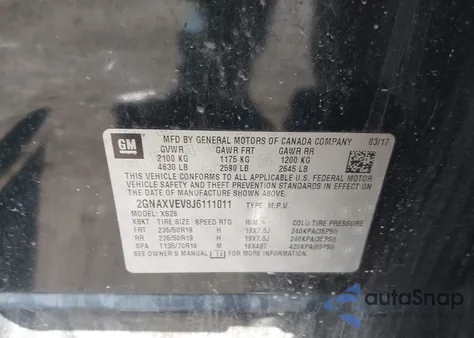 GM
MFD BY GENERAL MOTORS OF CANADA COMPANY 03/17
GVWR GAWR FRT GAWR RR
2100 KG 1175 KG 1200 KG
4630 LB 2590 LB 2645 LB
THIS VEHICLE CONFORMS TO ALL APPLICABLE U.S. FEDERAL MOTOR
VEHICLE SAFETY AND THEFT PREVENTION STANDARDS IN EFFECT
ON THE DATE OF MANUFACTURE SHOWN ABOVE.
2GNAXVEV8J6111011 TYPE: M.P.V.
MODEL: XS26
XBKT TIRE SIZE SPEED RTG RIM COLD TIRE PRESSURE
FRT 235/50R19 H 19X7.5J 240KPA(35PSI)
RR 235/50R19 H 19X7.5J 240KPA(35PSI)
SPA T135/70R16 M 16X4BT 420KPA(60PSI)
SEE OWNER'S MANUAL FOR MORE INFORMATION.
autoSnap